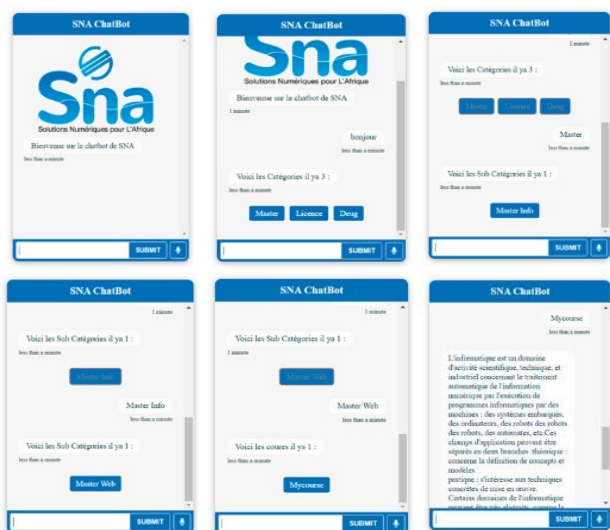 SNA ChatBot
Sna
Solutions Numériques pour L'Afrique
Bienvenue sur le chatbot de SNA
less than a minute
SUBMIT
SNA ChatBot
Sna
Solutions Numériques pour L'Afrique
Bienvenue sur le chatbot de SNA
1 minute
bonjour
less than a minute
Voici les Catégories il ya 3 :
less than a minute
Master Licence Deug
SUBMIT
SNA ChatBot
1 minute
Voici les Catégories il ya 3 :
less than a minute
Master Licence Deug
Master
less than a minute
Voici les Sub Catégories il ya 1 :
less than a minute
Master Info
SUBMIT
SNA ChatBot
1 minute
Voici les Sub Catégories il ya 1 :
less than a minute
Master Info
Master Info
less than a minute
Voici les Sub Catégories il ya 1 :
less than a minute
Master Web
SUBMIT
SNA ChatBot
1 minute
Voici les Sub Catégories il ya 1 :
1 minute
Master Web
Master Web
less than a minute
Voici les coures il ya 1 :
less than a minute
Mycourse
SUBMIT
SNA ChatBot
Mycourse
less than a minute
L'informatique est un domaine
d'activité scientifique, technique, et
industriel concernant le traitement
automatique de l'information
numérique par l'exécution de
programmes informatiques par des
machines : des systèmes embarqués,
des ordinateurs, des robots des robots
des robots, des automates, etc.Ces
champs d'application peuvent être
séparés en deux branches :théorique :
concerne la définition de concepts et
modèles
pratique : s'intéresse aux techniques
concrètes de mise en œuvre.
Certains domaines de l'informatique
peuvent être très abstraits, comme la
SUBMIT